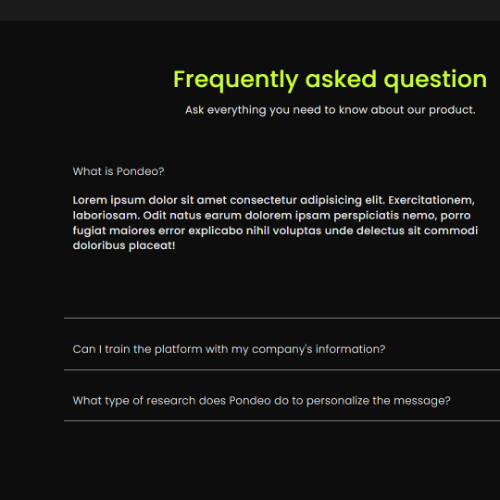 Frequently asked question
Ask everything you need to know about our product.
What is Pondeo?
Lorem ipsum dolor sit amet consectetur adipisicing elit. Exercitationem,
laboriosam. Odit natus earum dolorem ipsam perspiciatis nemo, porro
fugiat maiores error explicabo nihil voluptas unde delectus sit commodi
doloribus placeat!
Can I train the platform with my company's information?
What type of research does Pondeo do to personalize the message?